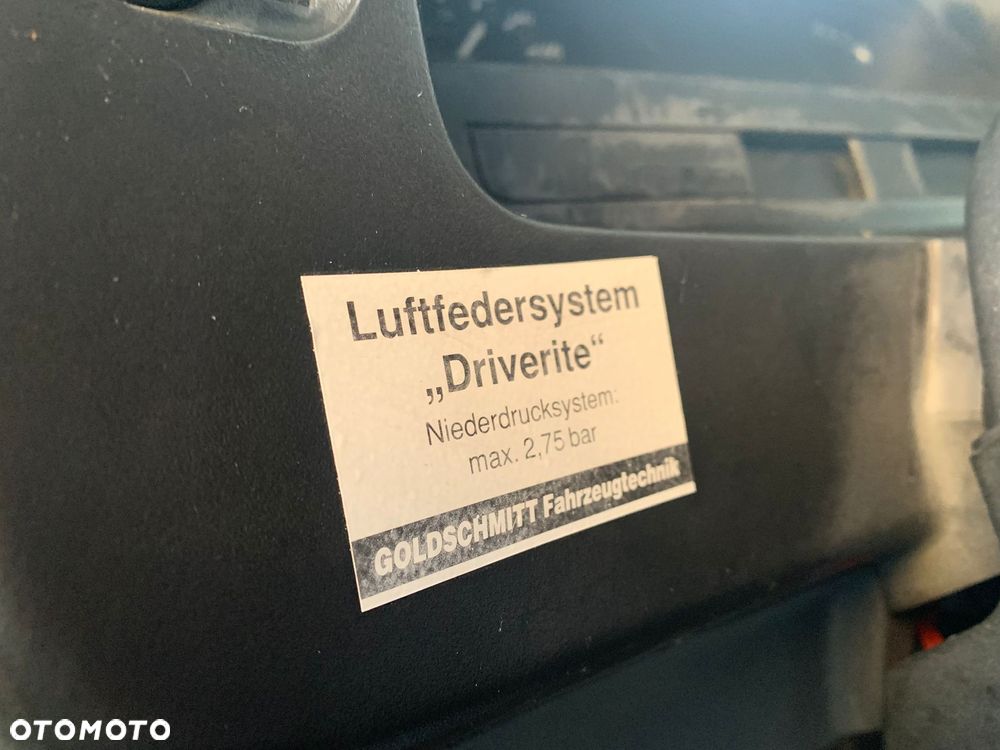 Luftfedersystem
„Driverite“
Niederdrucksystem:
max. 2,75 bar
GOLDSCHMITT Fahrzeugtechnik
OTOMOTO